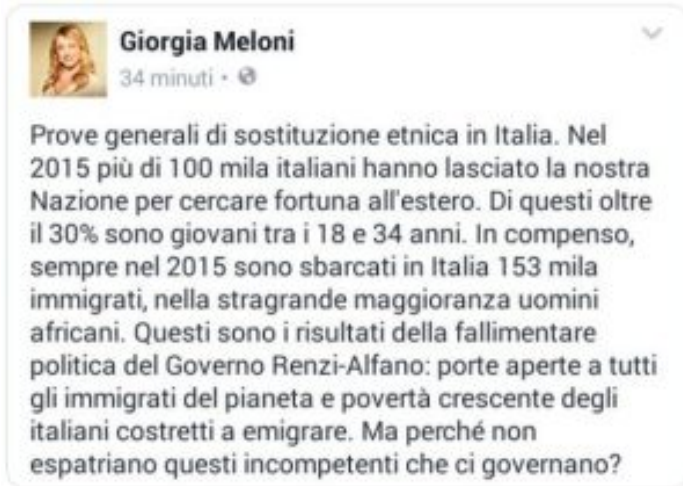 Giorgia Meloni
34 minuti ·
Prove generali di sostituzione etnica in Italia. Nel
2015 più di 100 mila italiani hanno lasciato la nostra
Nazione per cercare fortuna all'estero. Di questi oltre
il 30% sono giovani tra i 18 e 34 anni. In compenso,
sempre nel 2015 sono sbarcati in Italia 153 mila
immigrati, nella stragrande maggioranza uomini
africani. Questi sono i risultati della fallimentare
politica del Governo Renzi-Alfano: porte aperte a tutti
gli immigrati del pianeta e povertà crescente degli
italiani costretti a emigrare. Ma perché non
espatriano questi incompetenti che ci governano?